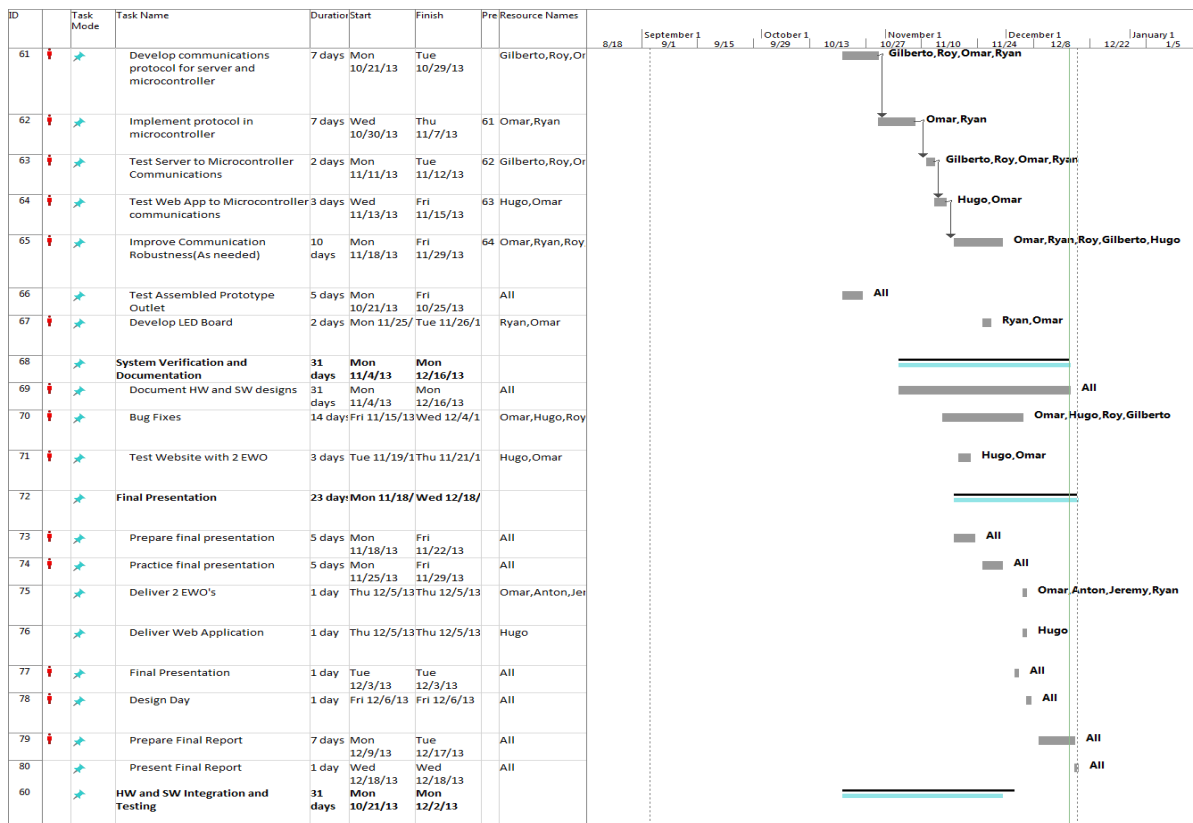 ID Task Task Name Duration Start Finish Pre Resource Names
Mode
September 1 October 1 November 1 December 1 January 1
8/18 9/1 9/15 9/29 10/13 10/27 11/10 11/24 12/8 12/22 1/5
61 Develop communications 7 days Mon Tue Gilberto,Roy,Or Gilberto,Roy,Omar,Ryan
protocol for server and 10/21/13 10/29/13
microcontroller
62 Implement protocol in 7 days Wed Thu 61 Omar,Ryan Omar,Ryan
microcontroller 10/30/13 11/7/13
63 Test Server to Microcontroller 2 days Mon Tue 62 Gilberto,Roy,Or Gilberto,Roy,Omar,Ryan
Communications 11/11/13 11/12/13
64 Test Web App to Microcontroller 3 days Wed Fri 63 Hugo,Omar Hugo,Omar
communications 11/13/13 11/15/13
65 Improve Communication 10 Mon Fri 64 Omar,Ryan,Roy Omar,Ryan,Roy,Gilberto,Hugo
Robustness(As needed) days 11/18/13 11/29/13
66 Test Assembled Prototype 5 days Mon Fri All All
Outlet 10/21/13 10/25/13
67 Develop LED Board 2 days Mon 11/25/ Tue 11/26/1 Ryan,Omar Ryan,Omar
68 System Verification and 31 Mon Mon
Documentation days 11/4/13 12/16/13
69 Document HW and SW designs 31 Mon Mon All All
days 11/4/13 12/16/13
70 Bug Fixes 14 days Fri 11/15/13 Wed 12/4/1 Omar,Hugo,Roy Omar,Hugo,Roy,Gilberto
71 Test Website with 2 EWO 3 days Tue 11/19/1 Thu 11/21/1 Hugo,Omar Hugo,Omar
72 Final Presentation 23 days Mon 11/18/ Wed 12/18/
73 Prepare final presentation 5 days Mon Fri All All
11/18/13 11/22/13
74 Practice final presentation 5 days Mon Fri All All
11/25/13 11/29/13
75 Deliver 2 EWO's 1 day Thu 12/5/13 Thu 12/5/13 Omar,Anton,Jer Omar,Anton,Jeremy,Ryan
76 Deliver Web Application 1 day Thu 12/5/13 Thu 12/5/13 Hugo Hugo
77 Final Presentation 1 day Tue Tue All All
12/3/13 12/3/13
78 Design Day 1 day Fri 12/6/13 Fri 12/6/13 All All
79 Prepare Final Report 7 days Mon Tue All All
12/9/13 12/17/13
80 Present Final Report 1 day Wed Wed All All
12/18/13 12/18/13
60 HW and SW Integration and 31 Mon Mon
Testing days 10/21/13 12/2/13